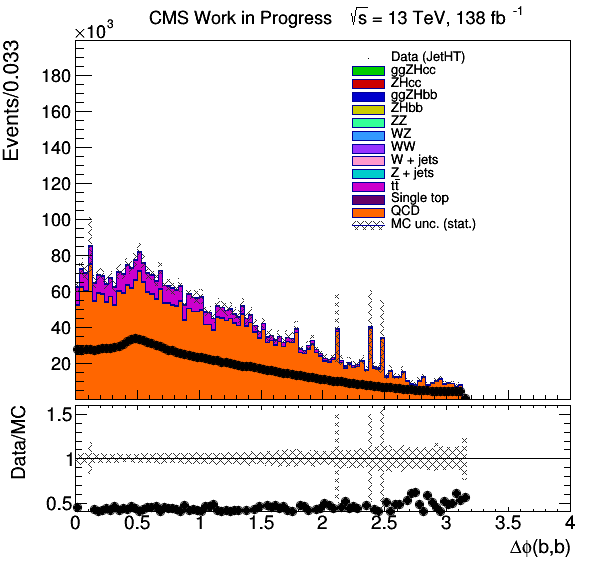 CMS Work in Progress √s = 13 TeV, 138 fb⁻¹
×10³
Events/0.033
180
160
140
120
100
80
60
40
20
Data (JetHT)
ggZHcc
ZHcc
ggZHbb
ZHbb
ZZ
WZ
WW
W + jets
Z + jets
tt̄
Single top
QCD
MC unc. (stat.)
Data/MC
1.5
1
0.5
0 0.5 1 1.5 2 2.5 3 3.5 4
Δϕ(b,b)